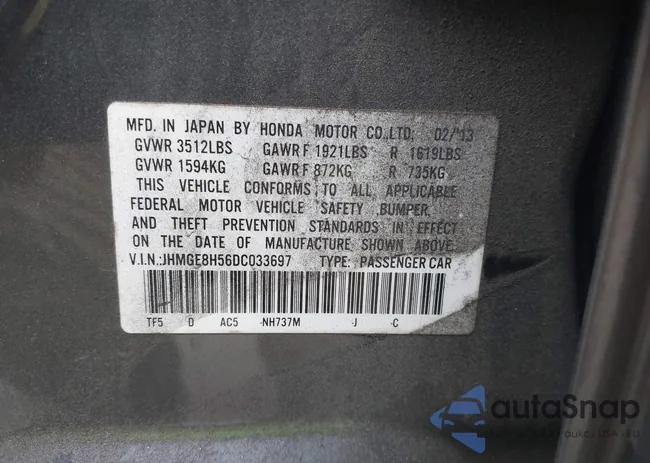 MFD. IN JAPAN BY HONDA MOTOR CO.,LTD. 02/'13
GVWR 3512LBS GAWR F 1921LBS R 1619LBS
GVWR 1594KG GAWR F 872KG R 735KG
THIS VEHICLE CONFORMS TO ALL APPLICABLE
FEDERAL MOTOR VEHICLE SAFETY, BUMPER,
AND THEFT PREVENTION STANDARDS IN EFFECT
ON THE DATE OF MANUFACTURE SHOWN ABOVE.
V.I.N.:JHMGE8H56DC033697 TYPE: PASSENGER CAR
TF5 D AC5 -NH737M -J -C
autaSnap